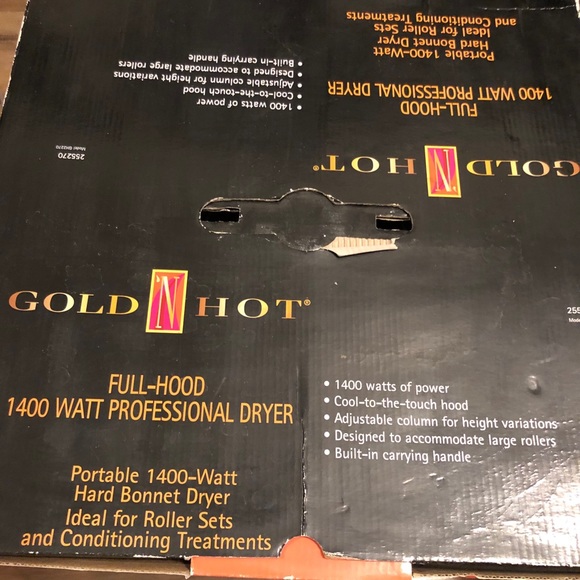 Portable 1400-Watt
Hard Bonnet Dryer
Ideal for Roller Sets
and Conditioning Treatments
FULL-HOOD
1400 WATT PROFESSIONAL DRYER
GOLD 'N HOT®
• 1400 watts of power
• Cool-to-the-touch hood
• Adjustable column for height variations
• Designed to accommodate large rollers
• Built-in carrying handle
255270
Model GH3270
GOLD 'N HOT®
FULL-HOOD
1400 WATT PROFESSIONAL DRYER
Portable 1400-Watt
Hard Bonnet Dryer
Ideal for Roller Sets
and Conditioning Treatments
• 1400 watts of power
• Cool-to-the-touch hood
• Adjustable column for height variations
• Designed to accommodate large rollers
• Built-in carrying handle